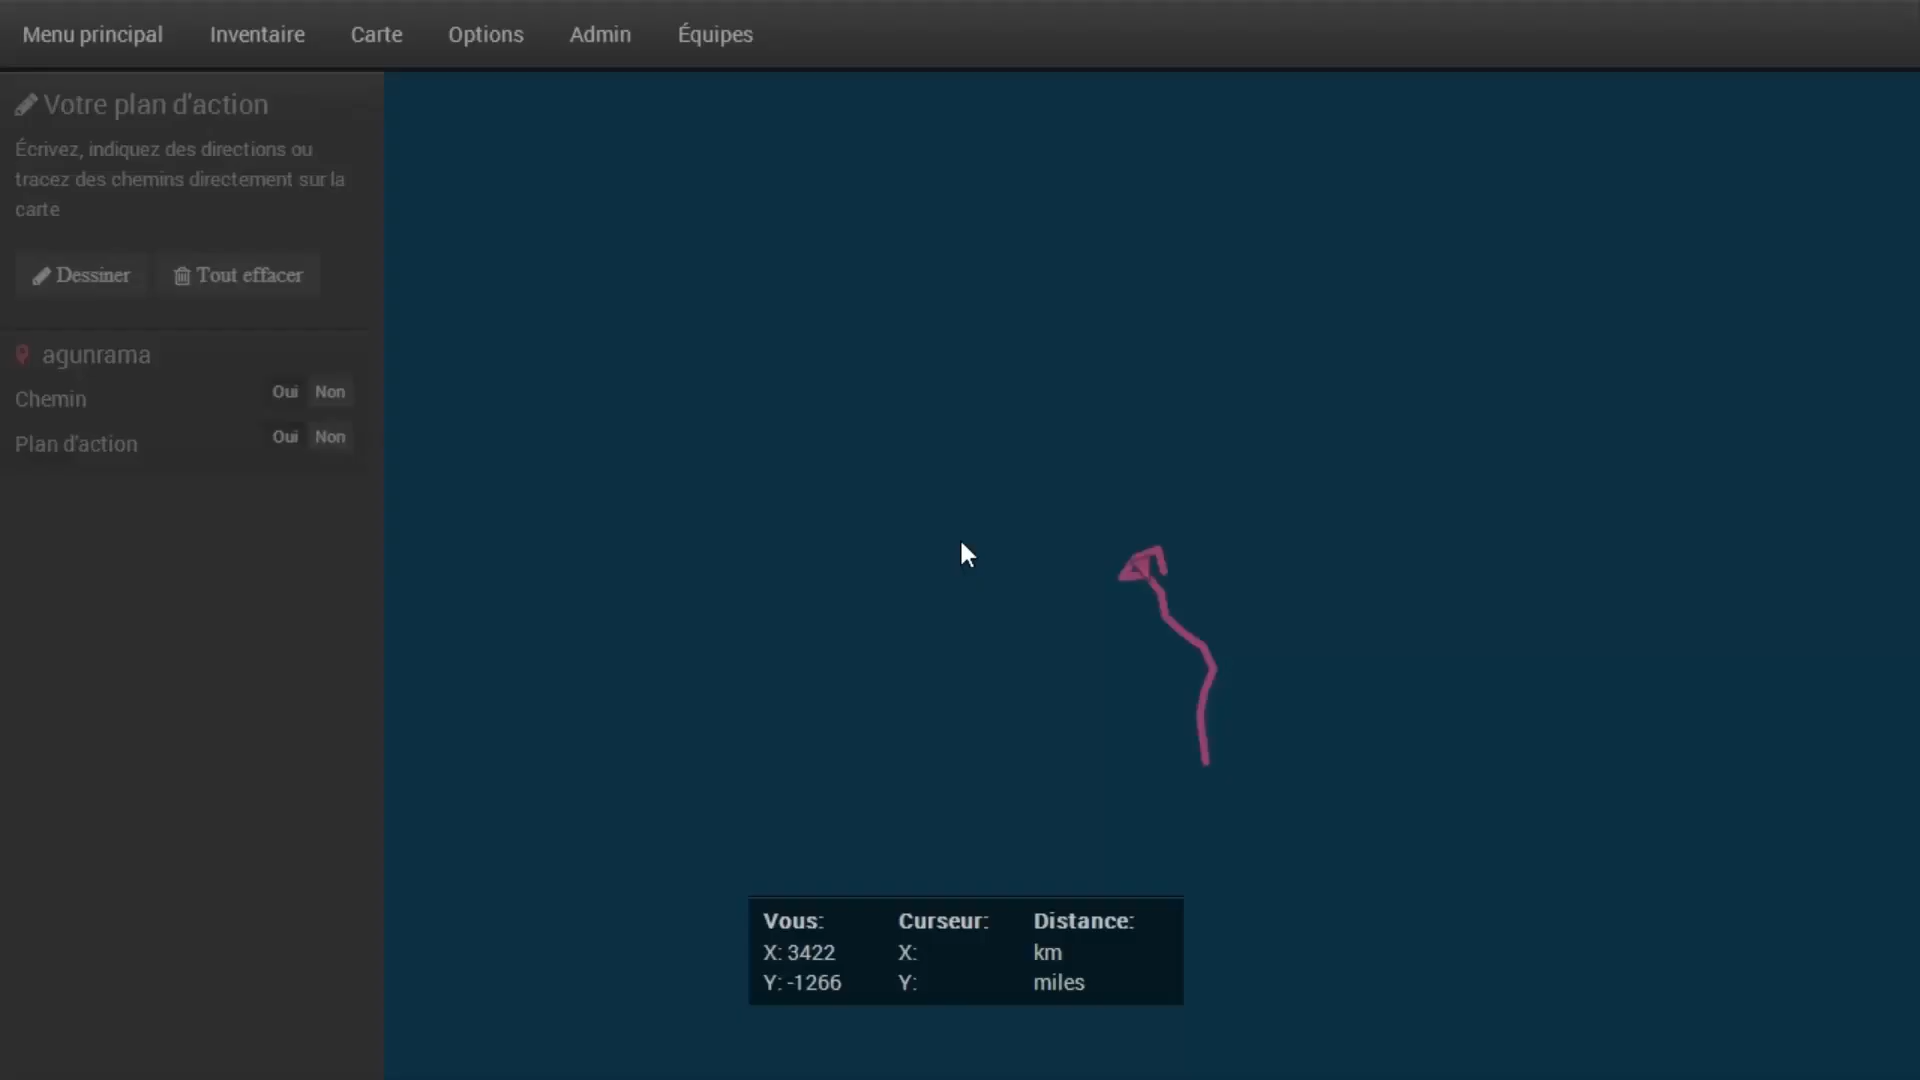 Menu principal Inventaire Carte Options Admin Équipes
Votre plan d'action
Écrivez, indiquez des directions ou
tracez des chemins directement sur la
carte
Dessiner Tout effacer
agunrama
Chemin Oui Non
Plan d'action Oui Non
Vous: Curseur: Distance:
X: 3422 X: km
Y: -1266 Y: miles